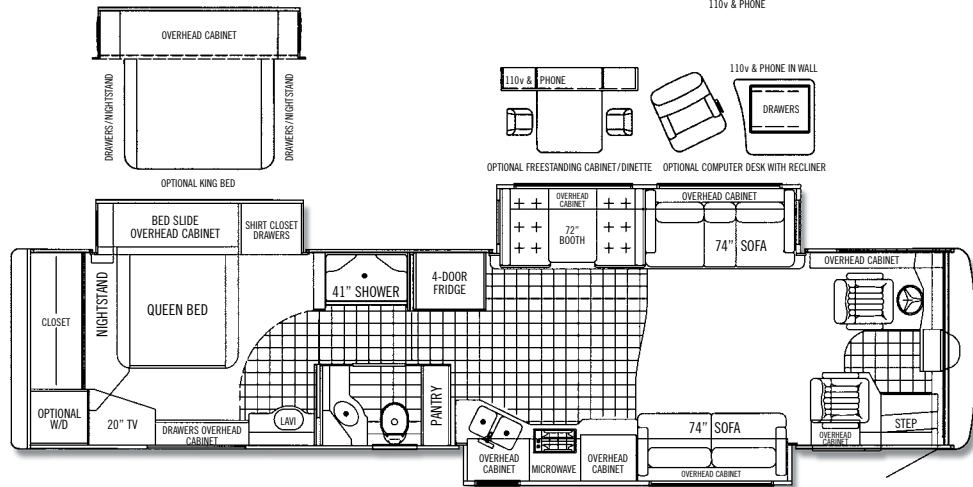 110v & PHONE
OVERHEAD CABINET
DRAWERS/NIGHTSTAND
DRAWERS/NIGHTSTAND
OPTIONAL KING BED
110v & PHONE
OPTIONAL FREESTANDING CABINET/DINETTE
110v & PHONE IN WALL
DRAWERS
OPTIONAL COMPUTER DESK WITH RECLINER
BED SLIDE
OVERHEAD CABINET
SHIRT CLOSET
DRAWERS
OVERHEAD
CABINET
72"
BOOTH
OVERHEAD CABINET
74" SOFA
OVERHEAD CABINET
CLOSET
NIGHTSTAND
QUEEN BED
41" SHOWER
4-DOOR
FRIDGE
OPTIONAL
W/D
20" TV
DRAWERS OVERHEAD
CABINET
LAVI
PANTRY
OVERHEAD
CABINET
MICROWAVE
OVERHEAD
CABINET
74" SOFA
OVERHEAD CABINET
OVERHEAD
CABINET
STEP